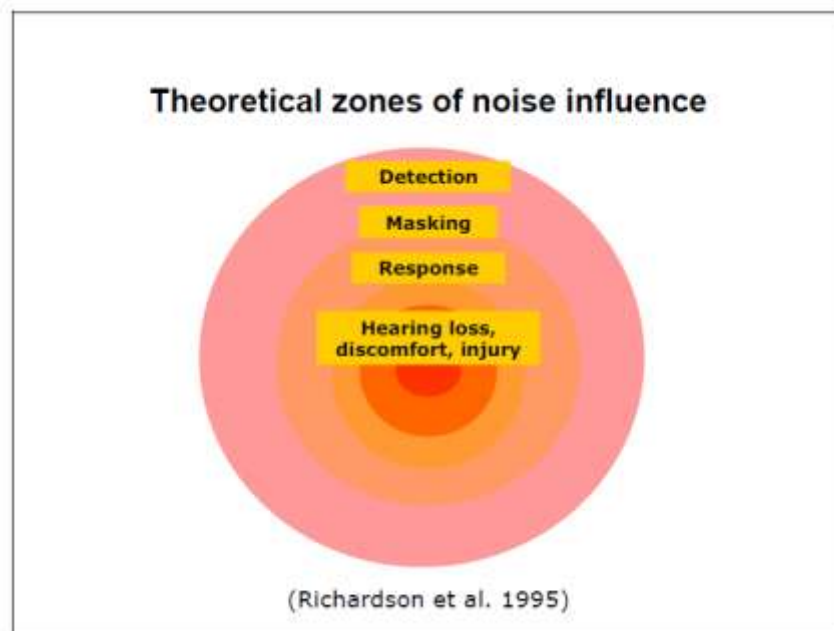 Theoretical zones of noise influence
Detection
Masking
Response
Hearing loss,
discomfort, injury
(Richardson et al. 1995)